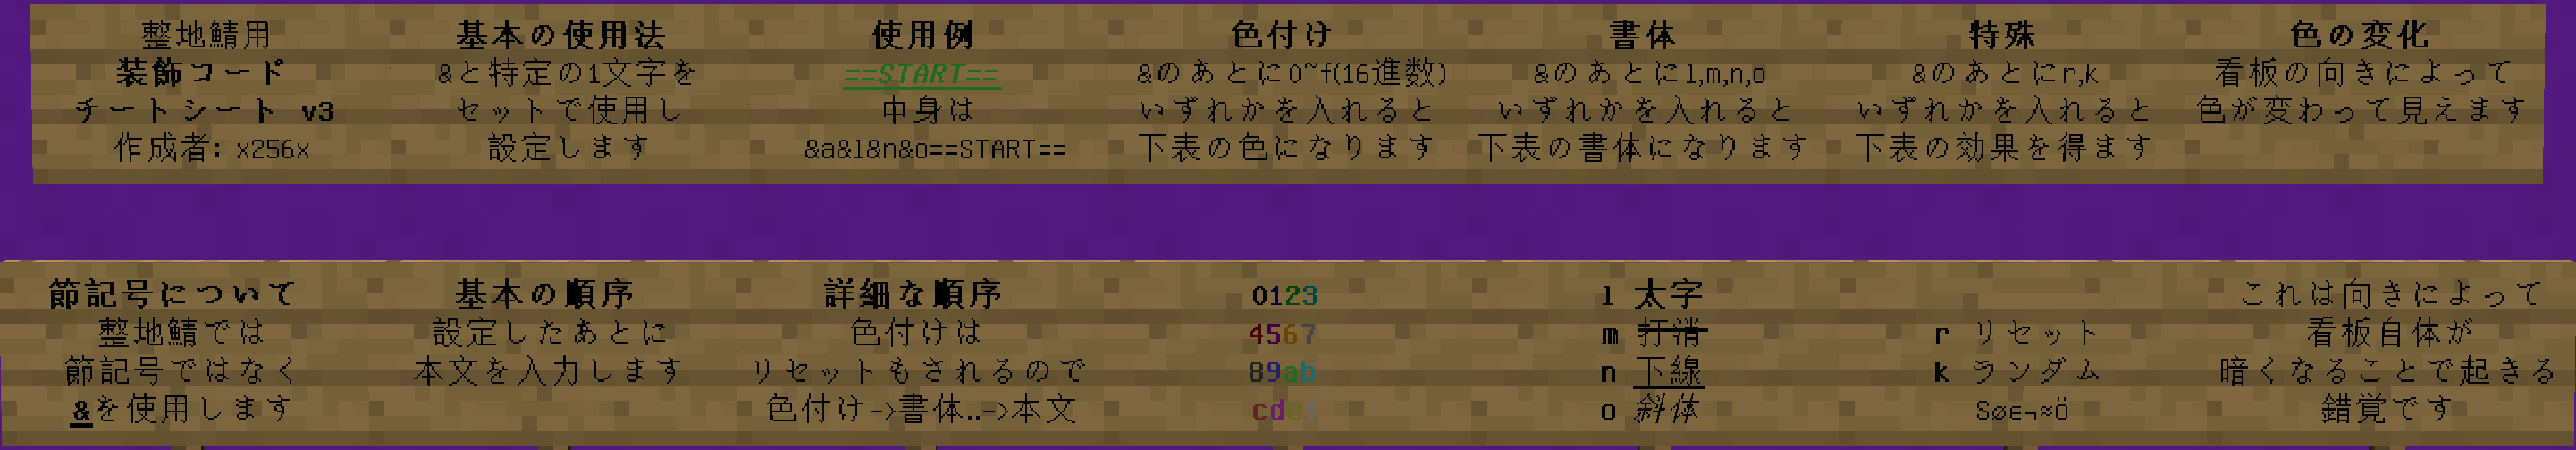 整地鯖用
装飾コード
チートシート v3
作成者: x256x
基本の使用法
&と特定の1文字を
セットで使用し
設定します
使用例
==START==
中身は
&a&l&n&o==START==
色付け
&のあとに0~f(16進数)
いずれかを入れると
下表の色になります
書体
&のあとにl,m,n,o
いずれかを入れると
下表の書体になります
特殊
&のあとにr,k
いずれかを入れると
下表の効果を得ます
色の変化
看板の向きによって
色が変わって見えます
節記号について
整地鯖では
節記号ではなく
&を使用します
基本の順序
設定したあとに
本文を入力します
詳細な順序
色付けは
リセットもされるので
色付け->書体..->本文
0123
4567
89ab
cdef
l 太字
m 打消
n 下線
o 斜体
r リセット
k ランダム
Sø∈¬≈Ö
これは向きによって
看板自体が
暗くなることで起きる
錯覚です